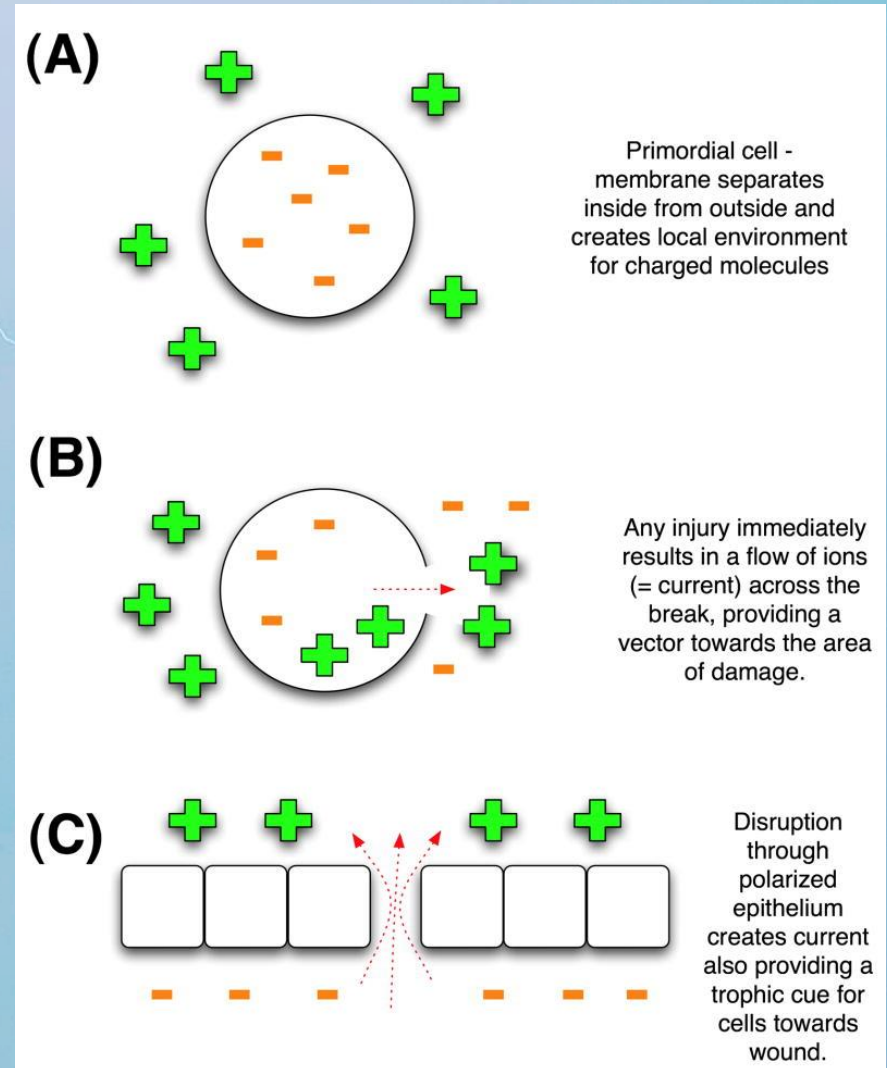 (A)
Primordial cell -
membrane separates
inside from outside and
creates local environment
for charged molecules
(B)
Any injury immediately
results in a flow of ions
(= current) across the
break, providing a
vector towards the area
of damage.
(C)
Disruption
through
polarized
epithelium
creates current
also providing a
trophic cue for
cells towards
wound.